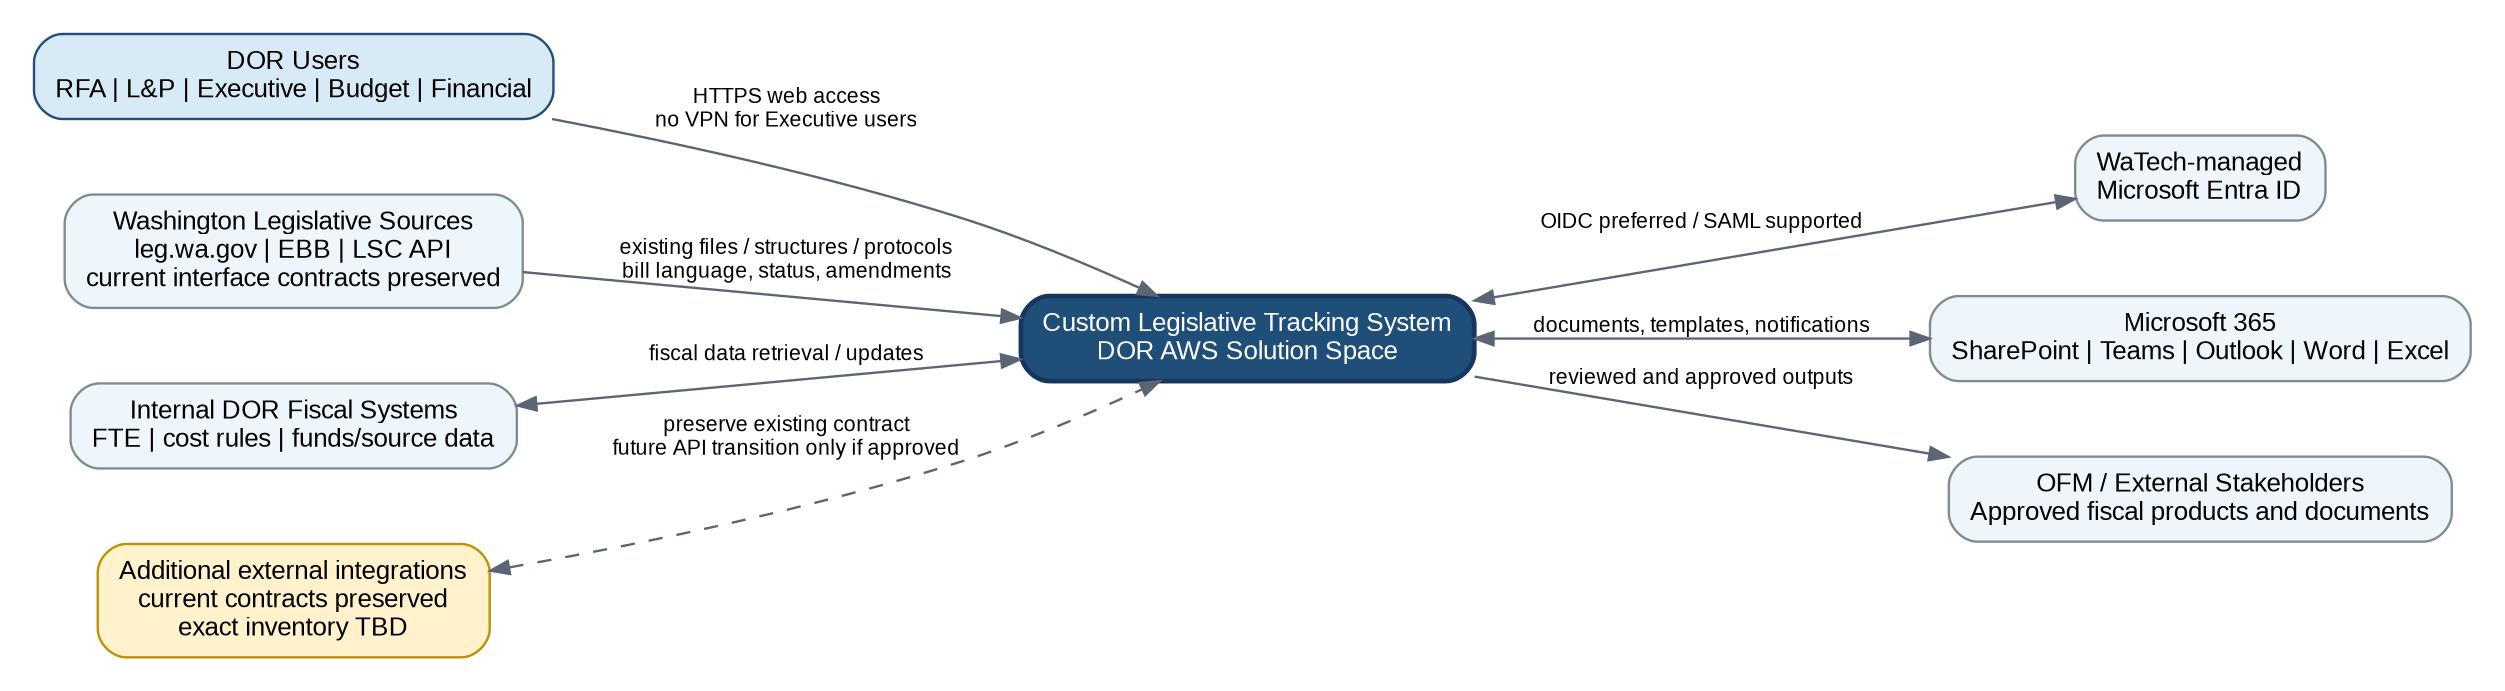 DOR Users
RFA | L&P | Executive | Budget | Financial
HTTPS web access
no VPN for Executive users
Washington Legislative Sources
leg.wa.gov | EBB | LSC API
current interface contracts preserved
existing files / structures / protocols
bill language, status, amendments
Internal DOR Fiscal Systems
FTE | cost rules | funds/source data
fiscal data retrieval / updates
Additional external integrations
current contracts preserved
exact inventory TBD
preserve existing contract
future API transition only if approved
Custom Legislative Tracking System
DOR AWS Solution Space
OIDC preferred / SAML supported
WaTech-managed
Microsoft Entra ID
documents, templates, notifications
Microsoft 365
SharePoint | Teams | Outlook | Word | Excel
reviewed and approved outputs
OFM / External Stakeholders
Approved fiscal products and documents